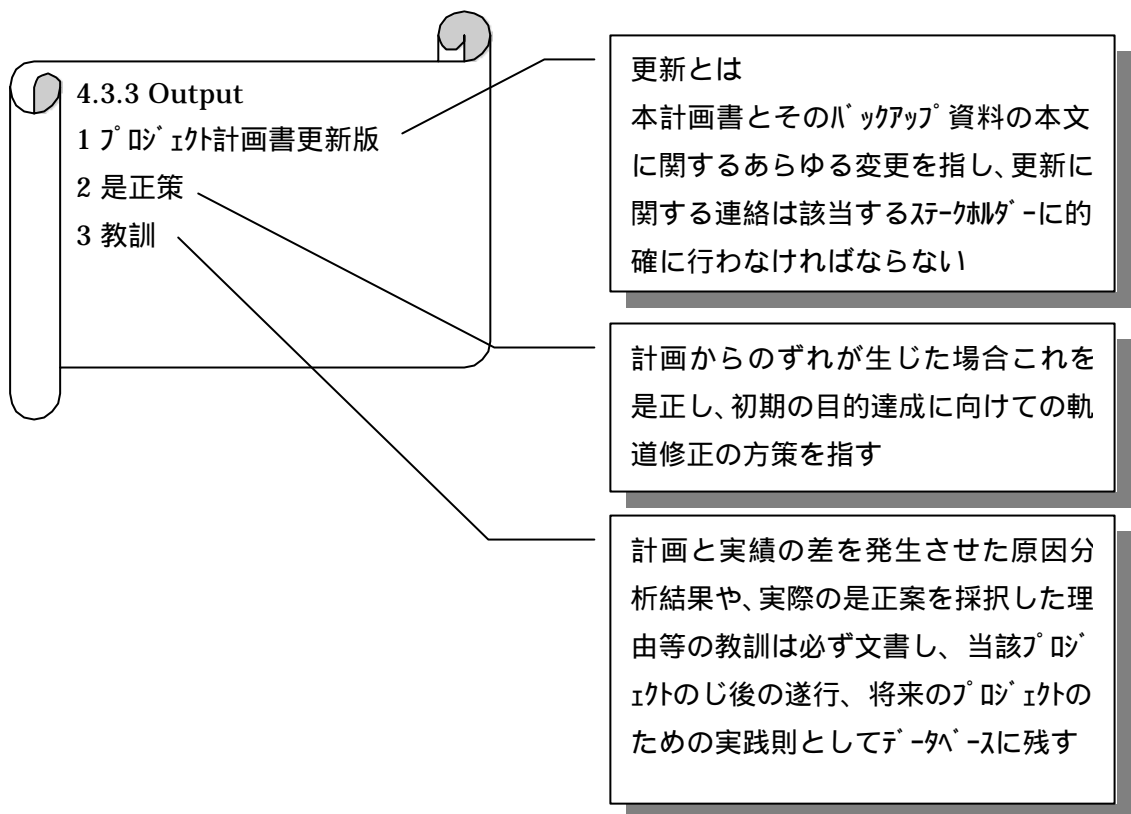 4.3.3 Output
1 ﾌﾟﾛｼﾞｪｸﾄ計画書更新版
2 是正策
3 教訓
更新とは
本計画書とそのﾊﾞｯｸｱｯﾌﾟ資料の本文
に関するあらゆる変更を指し、更新に
関する連絡は該当するｽﾃｰｸﾎﾙﾀﾞｰに的
確に行わなければならない
計画からのずれが生じた場合これを
是正し、初期の目的達成に向けての軌
道修正の方策を指す
計画と実績の差を発生させた原因分
析結果や、実際の是正案を採択した理
由等の教訓は必ず文書し、当該ﾌﾟﾛｼﾞ
ｪｸﾄのじ後の遂行、将来のﾌﾟﾛｼﾞｪｸﾄの
ための実践則としてﾃﾞｰﾀﾍﾞｰｽに残す